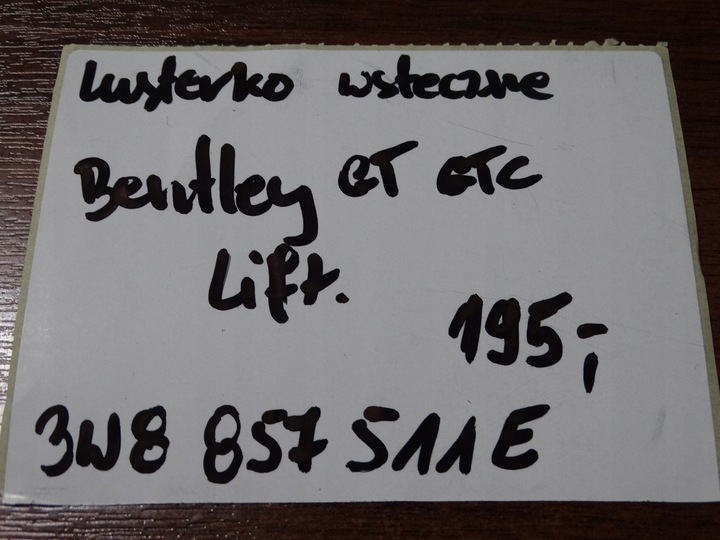 Lusterko wsteczne
Bentley GT GTC
Lift.
195,-
3W8 857 511 E